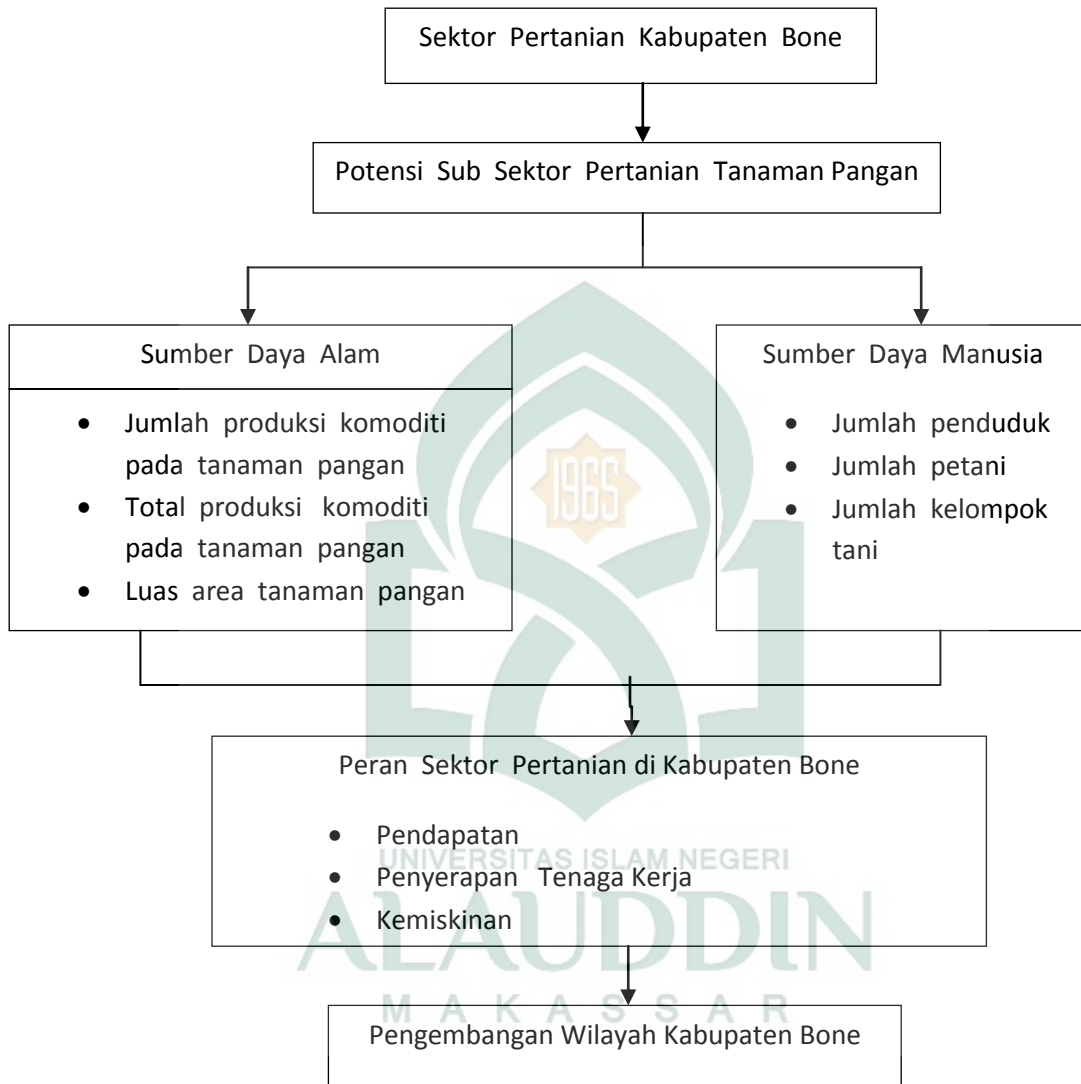 Sektor Pertanian Kabupaten Bone
Potensi Sub Sektor Pertanian Tanaman Pangan
Sumber Daya Alam
• Jumlah produksi komoditi
pada tanaman pangan
• Total produksi komoditi
pada tanaman pangan
• Luas area tanaman pangan
Sumber Daya Manusia
• Jumlah penduduk
• Jumlah petani
• Jumlah kelompok
tani
1965
Peran Sektor Pertanian di Kabupaten Bone
• Pendapatan
UNIVERSITAS ISLAM NEGERI
• Penyerapan Tenaga Kerja
• Kemiskinan
ALAUDDIN
MAKASSAR
Pengembangan Wilayah Kabupaten Bone